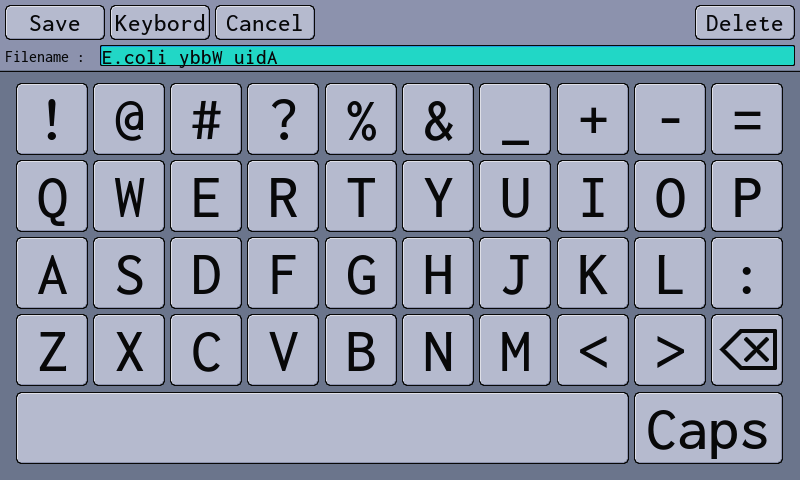 Save Keybord Cancel Delete
Filename : E.coli ybbW uidA
! @ # ? % & _ + - =
Q W E R T Y U I O P
A S D F G H J K L :
Z X C V B N M < >
Caps